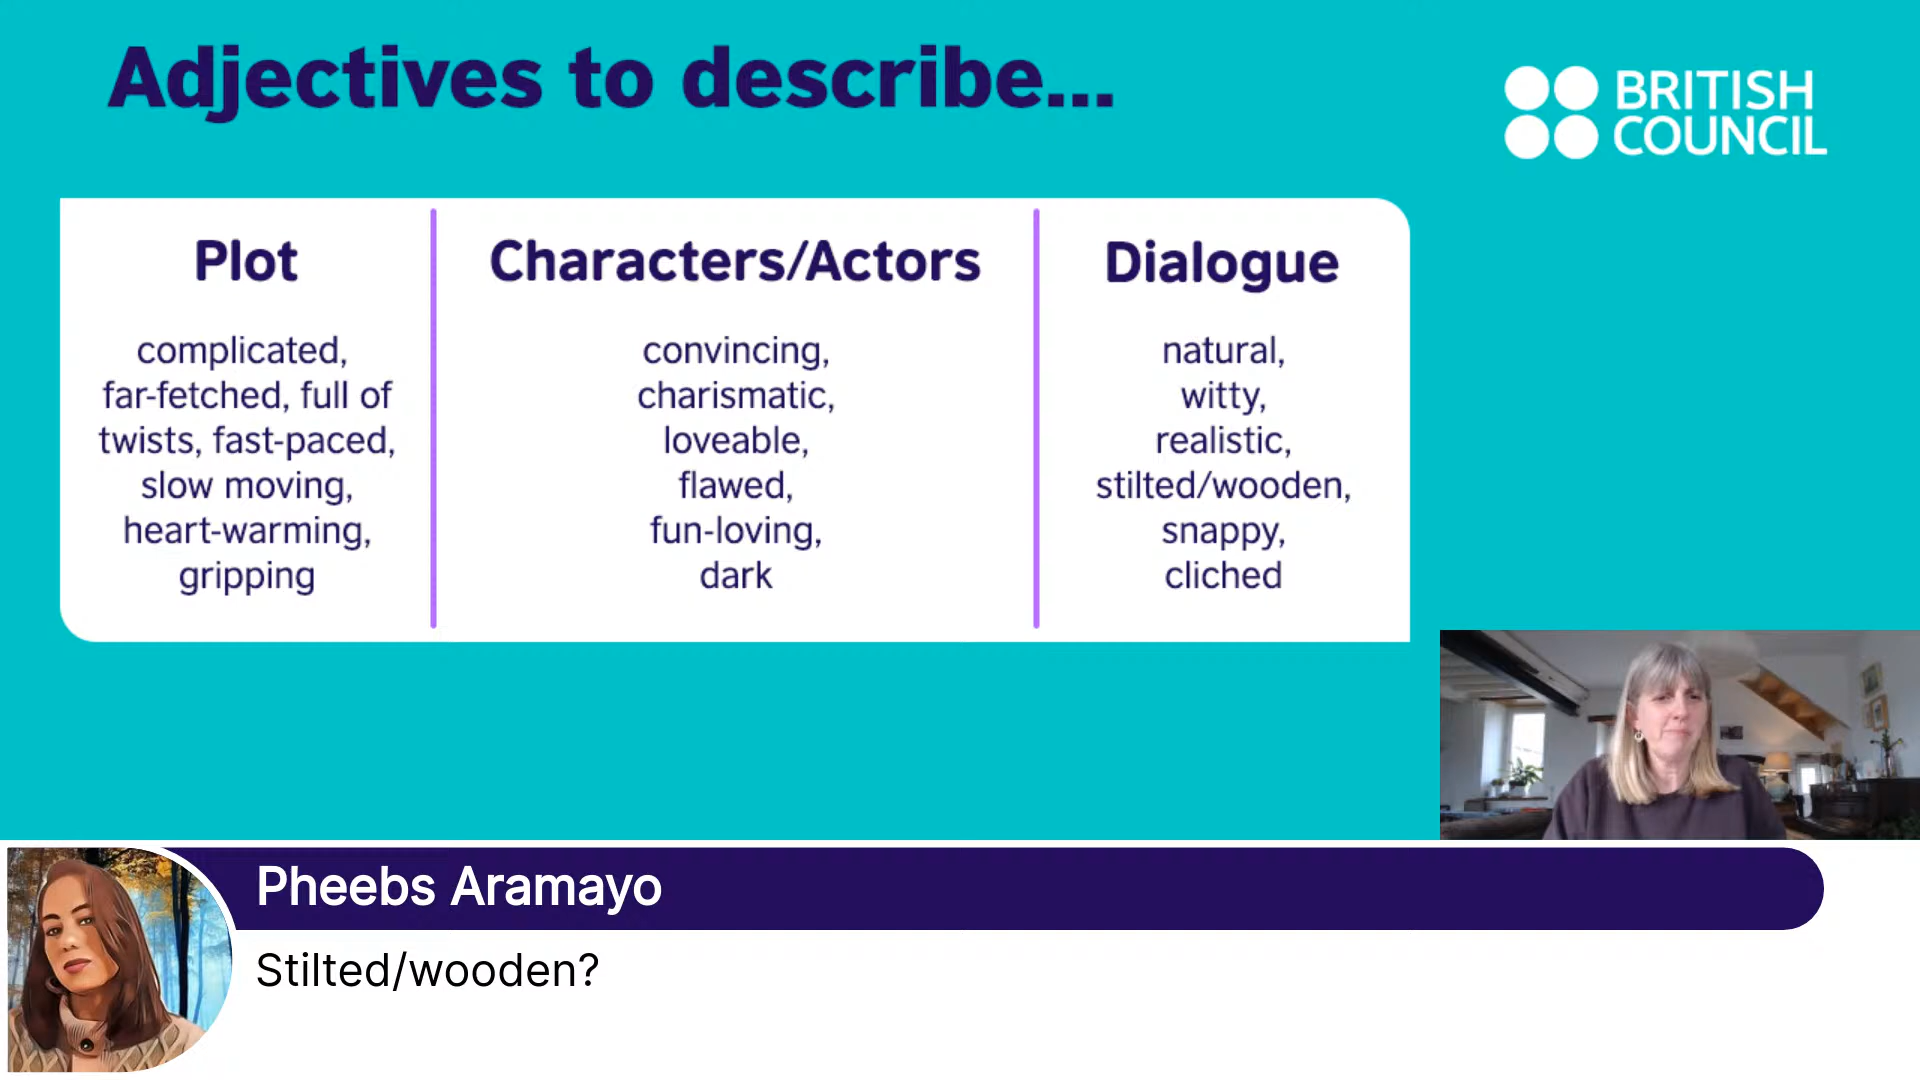 Adjectives to describe...
BRITISH
COUNCIL
Plot
complicated,
far-fetched, full of
twists, fast-paced,
slow moving,
heart-warming,
gripping
Characters/Actors
convincing,
charismatic,
loveable,
flawed,
fun-loving,
dark
Dialogue
natural,
witty,
realistic,
stilted/wooden,
snappy,
cliched
Pheebs Aramayo
Stilted/wooden?